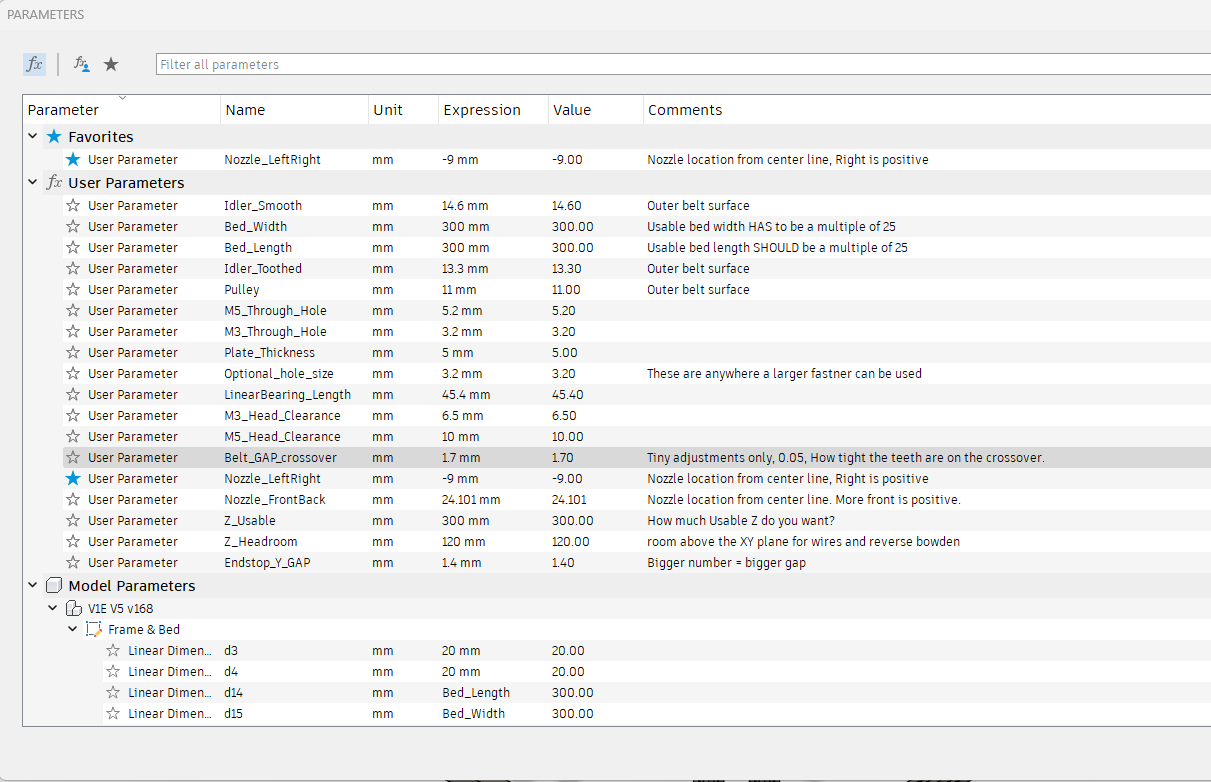 PARAMETERS
fx fx Filter all parameters
Parameter Name Unit Expression Value Comments
Favorites
User Parameter Nozzle_LeftRight mm -9 mm -9.00 Nozzle location from center line, Right is positive
fx User Parameters
User Parameter Idler_Smooth mm 14.6 mm 14.60 Outer belt surface
User Parameter Bed_Width mm 300 mm 300.00 Usable bed width HAS to be a multiple of 25
User Parameter Bed_Length mm 300 mm 300.00 Usable bed length SHOULD be a multiple of 25
User Parameter Idler_Toothed mm 13.3 mm 13.30 Outer belt surface
User Parameter Pulley mm 11 mm 11.00 Outer belt surface
User Parameter M5_Through_Hole mm 5.2 mm 5.20
User Parameter M3_Through_Hole mm 3.2 mm 3.20
User Parameter Plate_Thickness mm 5 mm 5.00
User Parameter Optional_hole_size mm 3.2 mm 3.20 These are anywhere a larger fastner can be used
User Parameter LinearBearing_Length mm 45.4 mm 45.40
User Parameter M3_Head_Clearance mm 6.5 mm 6.50
User Parameter M5_Head_Clearance mm 10 mm 10.00
User Parameter Belt_GAP_crossover mm 1.7 mm 1.70 Tiny adjustments only, 0.05, How tight the teeth are on the crossover.
User Parameter Nozzle_LeftRight mm -9 mm -9.00 Nozzle location from center line, Right is positive
User Parameter Nozzle_FrontBack mm 24.101 mm 24.101 Nozzle location from center line. More front is positive.
User Parameter Z_Usable mm 300 mm 300.00 How much Usable Z do you want?
User Parameter Z_Headroom mm 120 mm 120.00 room above the XY plane for wires and reverse bowden
User Parameter Endstop_Y_GAP mm 1.4 mm 1.40 Bigger number = bigger gap
Model Parameters
V1E V5 v168
Frame & Bed
Linear Dimen... d3 mm 20 mm 20.00
Linear Dimen... d4 mm 20 mm 20.00
Linear Dimen... d14 mm Bed_Length 300.00
Linear Dimen... d15 mm Bed_Width 300.00